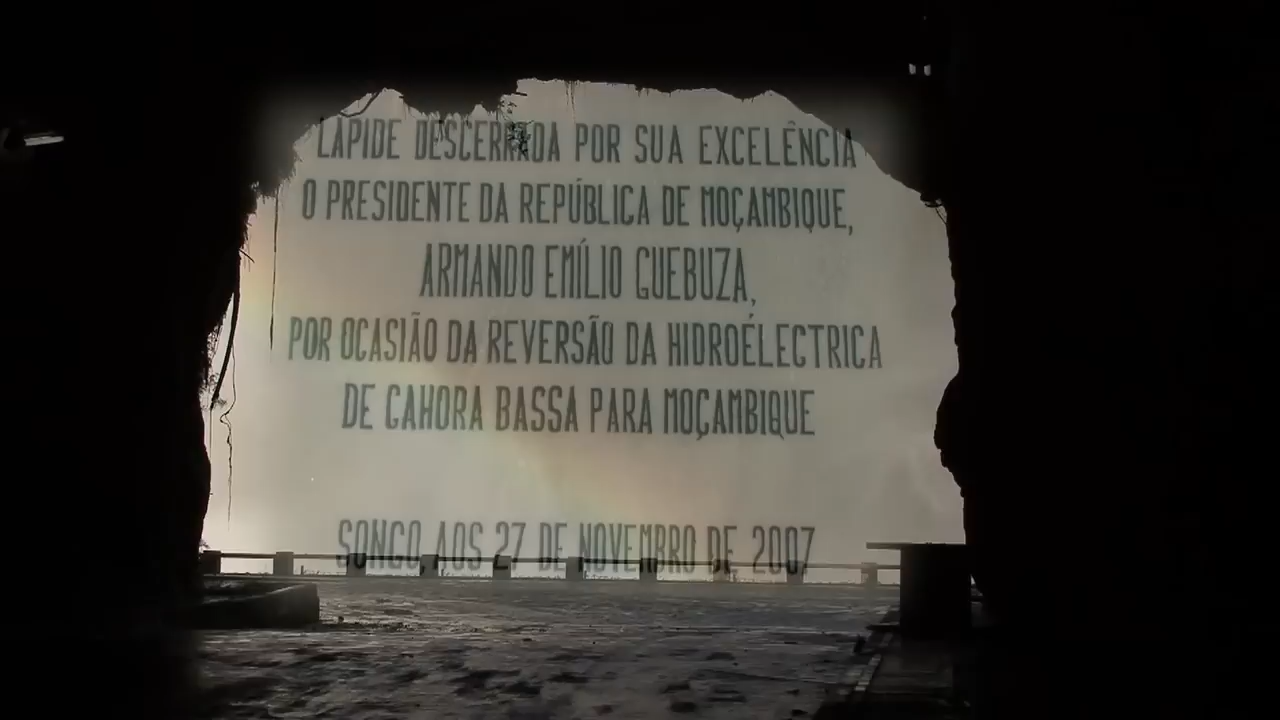 LÁPIDE DESCERRADA POR SUA EXCELÊNCIA
O PRESIDENTE DA REPÚBLICA DE MOÇAMBIQUE,
ARMANDO EMÍLIO GUEBUZA,
POR OCASIÃO DA REVERSÃO DA HIDROÉLECTRICA
DE CAHORA BASSA PARA MOÇAMBIQUE
SONGO, AOS 27 DE NOVEMBRO DE 2007